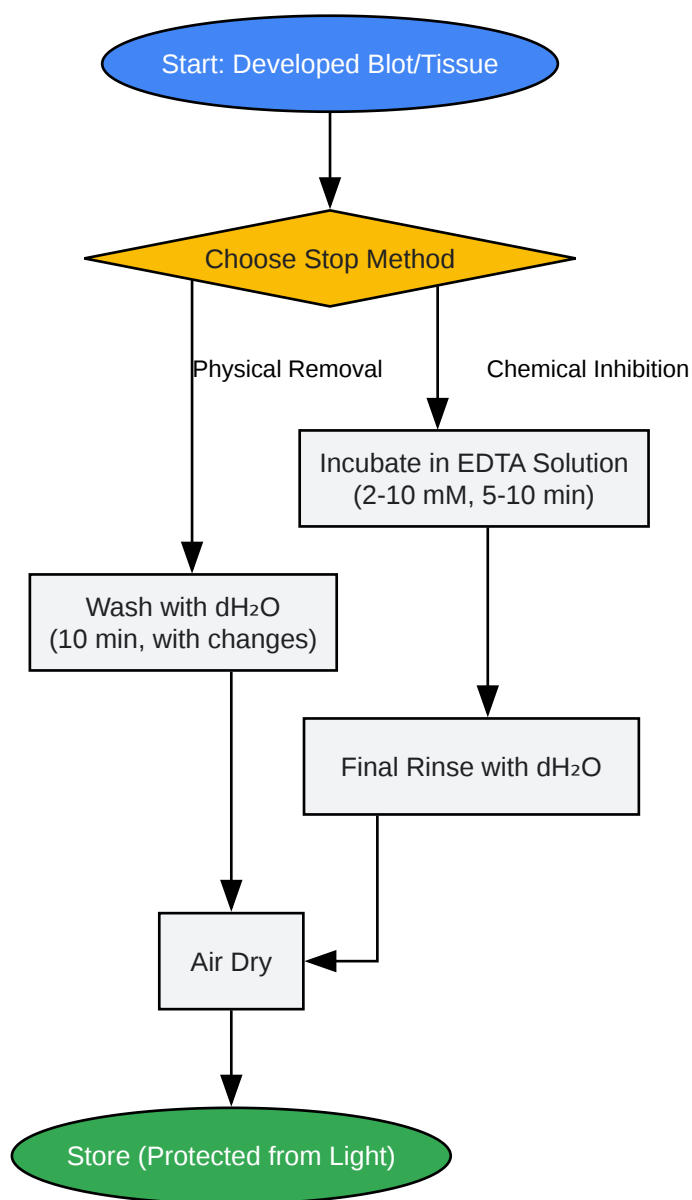 Start: Developed Blot/Tissue
Choose Stop Method
Physical Removal
Chemical Inhibition
Incubate in EDTA Solution
(2-10 mM, 5-10 min)
Wash with dH₂O
(10 min, with changes)
Final Rinse with dH₂O
Air Dry
Store (Protected from Light)